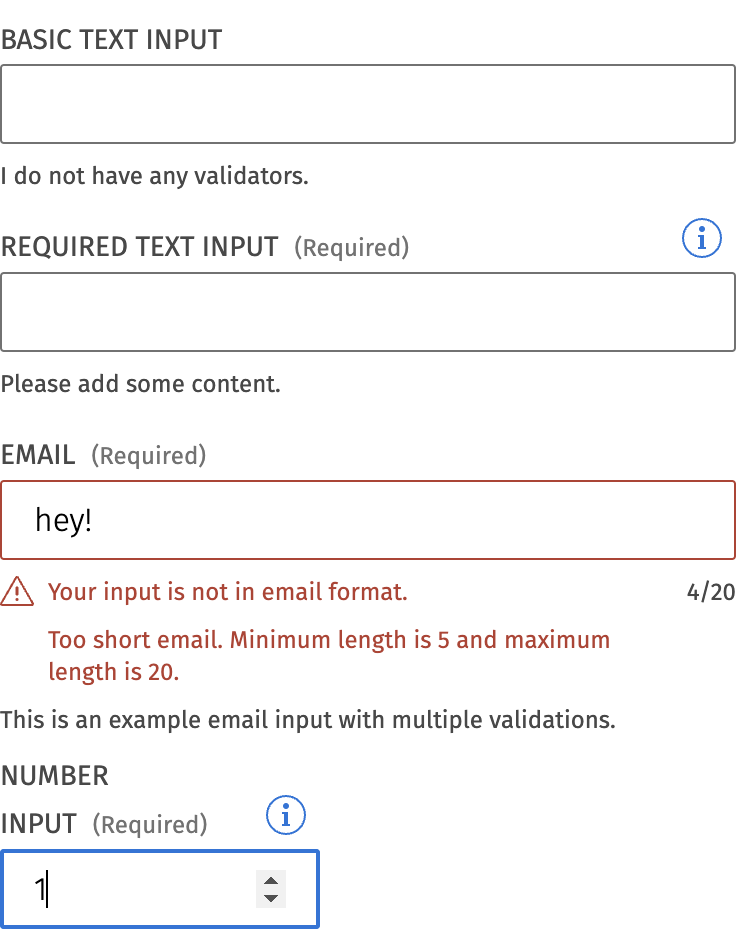 BASIC TEXT INPUT
I do not have any validators.
REQUIRED TEXT INPUT (Required) i
Please add some content.
EMAIL (Required)
hey!
Your input is not in email format. 4/20
Too short email. Minimum length is 5 and maximum
length is 20.
This is an example email input with multiple validations.
NUMBER
INPUT (Required) i
1